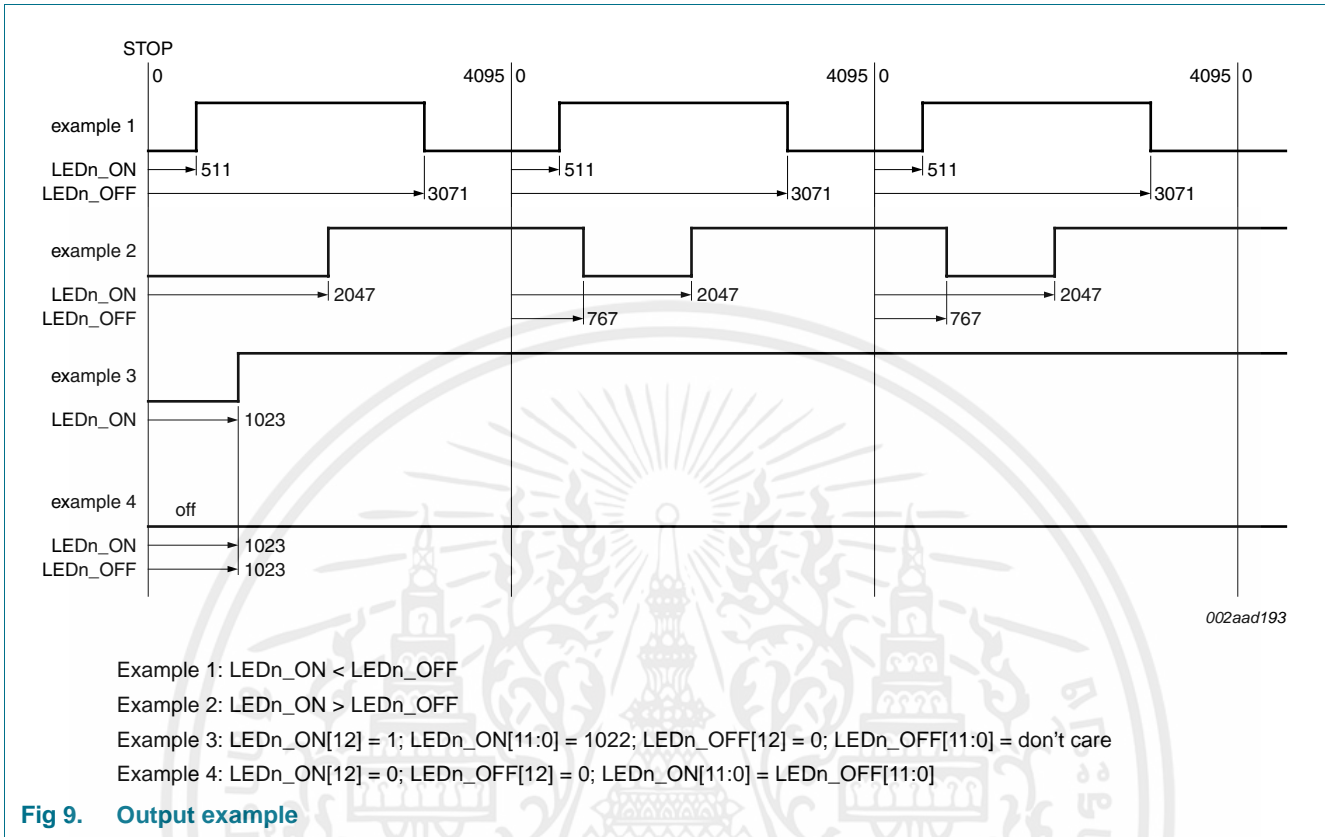 STOP
0 4095 0 4095 0 4095 0
example 1
LEDn_ON 511 511 511
LEDn_OFF 3071 3071 3071
example 2
LEDn_ON 2047 2047 2047
LEDn_OFF 767 767
example 3
LEDn_ON 1023
example 4 off
LEDn_ON 1023
LEDn_OFF 1023
002aad193
Example 1: LEDn_ON < LEDn_OFF
Example 2: LEDn_ON > LEDn_OFF
Example 3: LEDn_ON[12] = 1; LEDn_ON[11:0] = 1022; LEDn_OFF[12] = 0; LEDn_OFF[11:0] = don't care
Example 4: LEDn_ON[12] = 0; LEDn_OFF[12] = 0; LEDn_ON[11:0] = LEDn_OFF[11:0]
Fig 9. Output example